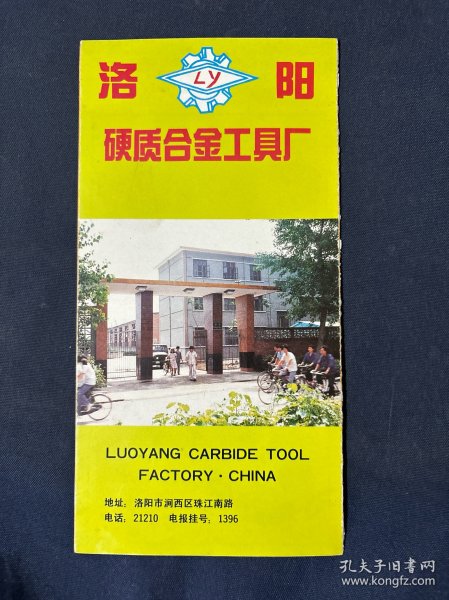 洛 LY 阳
硬质合金工具厂
LUOYANG CARBIDE TOOL
FACTORY·CHINA
地址：洛阳市涧西区珠江南路
电话：21210 电报挂号：1396
孔夫子旧书网
www.kongfz.com